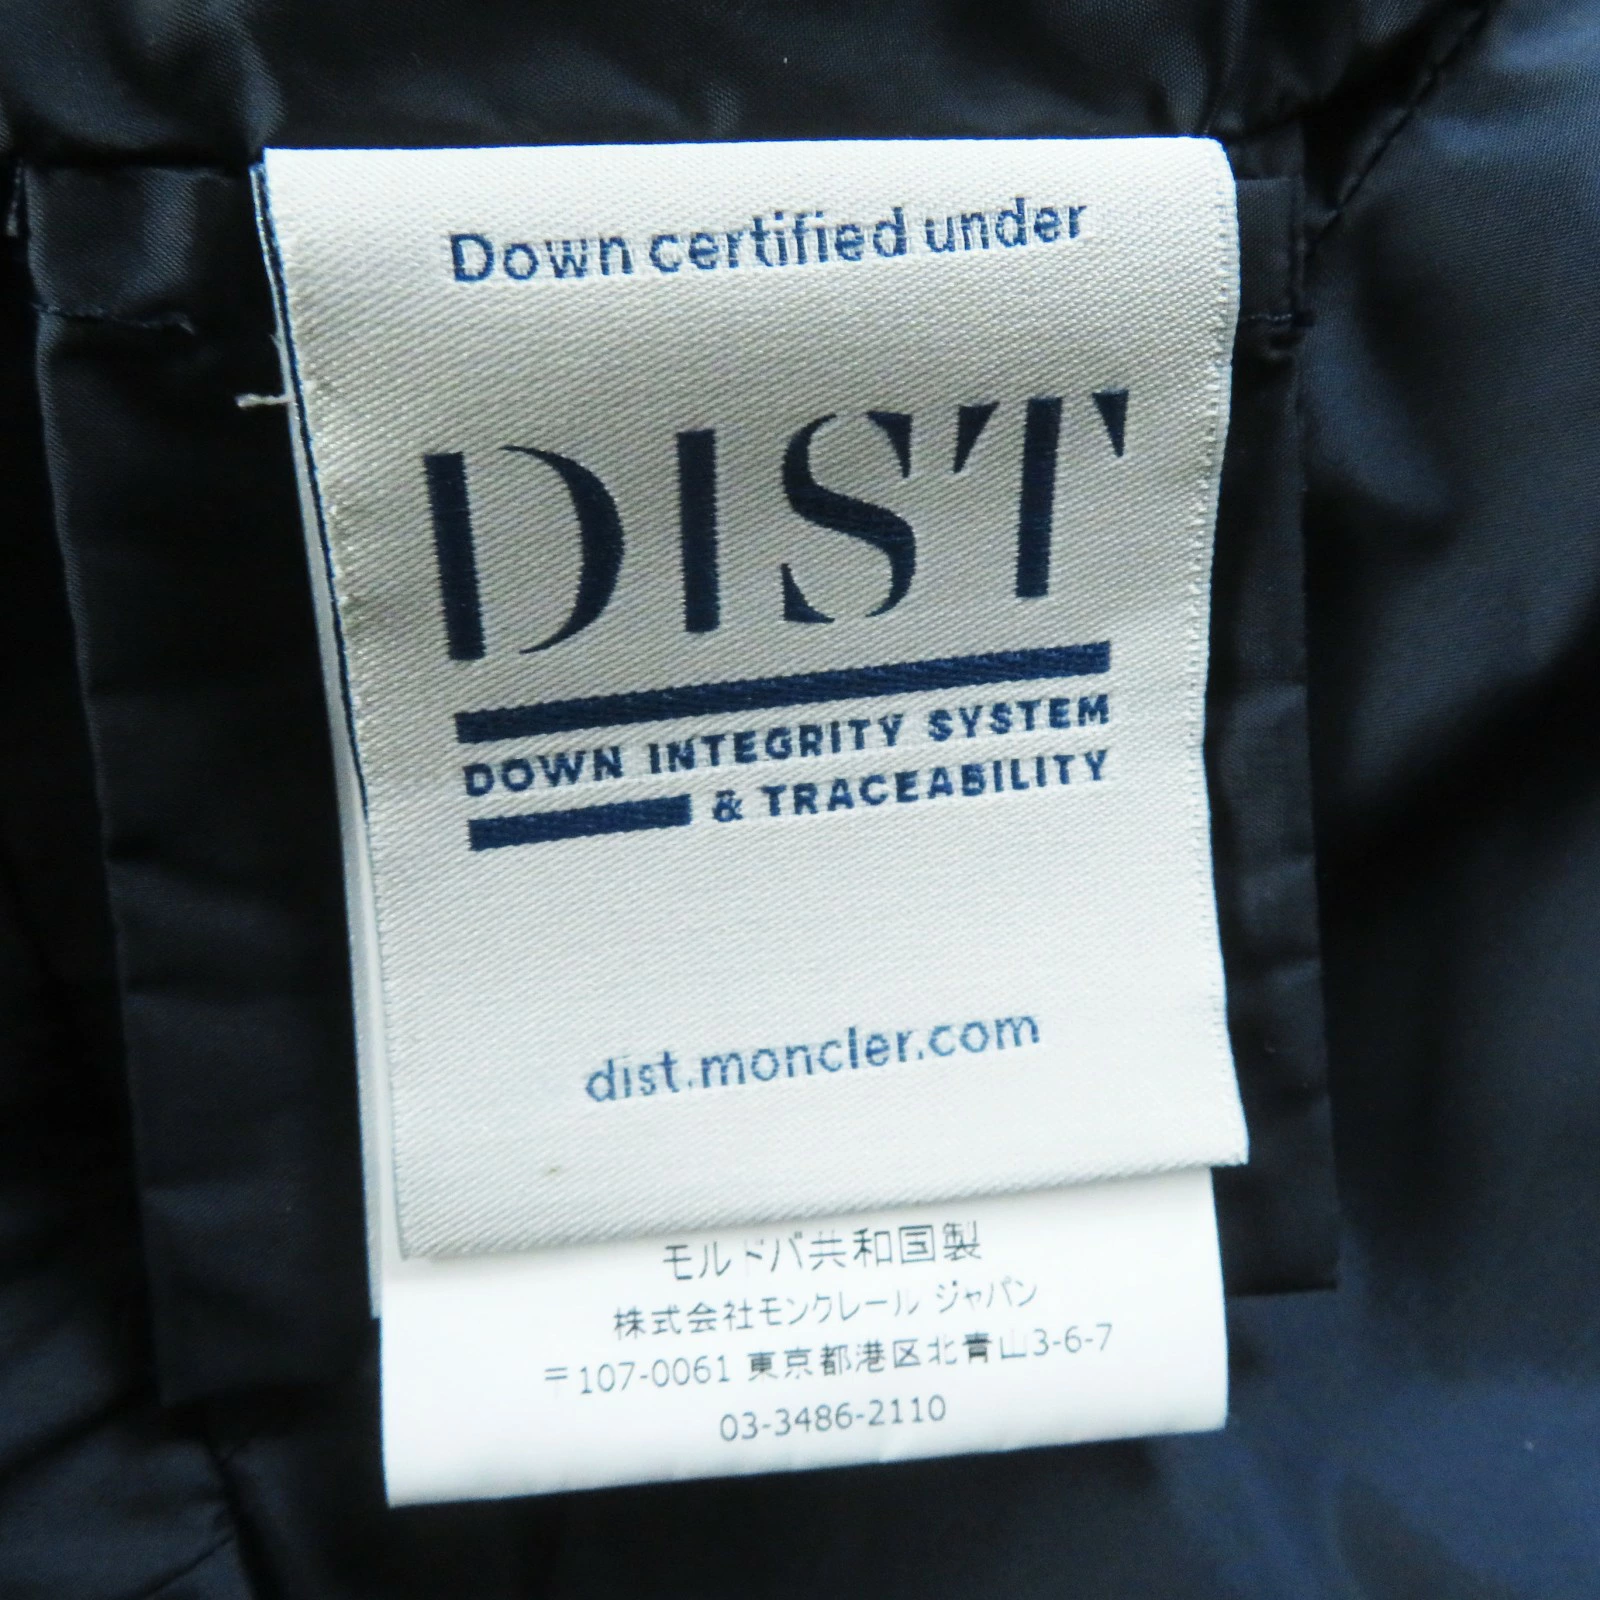 Down certified under
DIST
DOWN INTEGRITY SYSTEM
& TRACEABILITY
dist.moncler.com
モルドバ共和国製
株式会社モンクレール ジャパン
〒107-0061 東京都港区北青山3-6-7
03-3486-2110